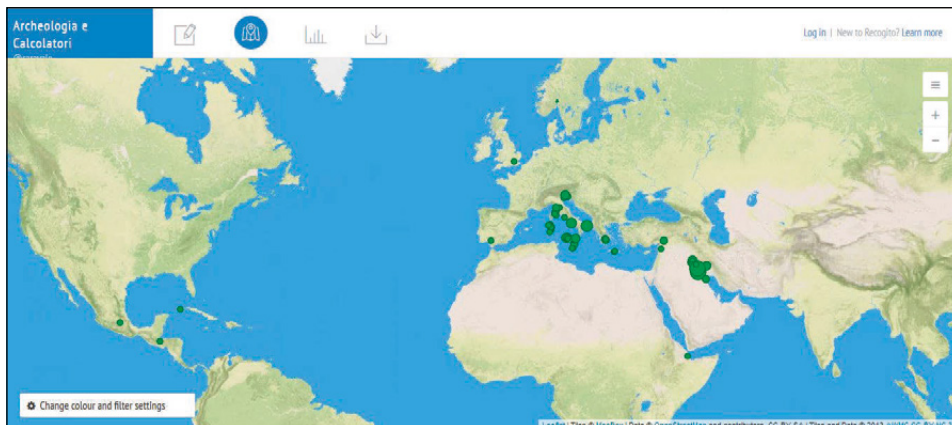 Archeologia e
Calcolatori
Log in | New to Recogito? Learn more
Change colour and filter settings